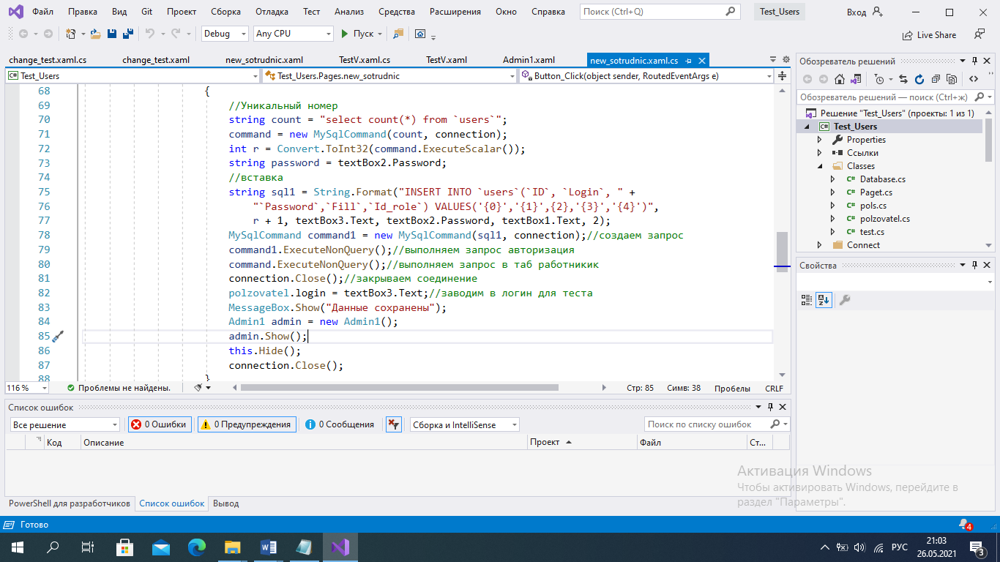 Файл Правка Вид Git Проект Сборка Отладка Тест Анализ Средства Расширения Окно Справка Поиск (Ctrl+Q) Test_Users Вход
Debug Any CPU Пуск Live Share
change_test.xaml.cs change_test.xaml new_sotrudnic.xaml TestV.xaml.cs TestV.xaml Admin1.xaml new_sotrudnic.xaml.cs
C# Test_Users Test_Users.Pages.new_sotrudnic Button_Click(object sender, RoutedEventArgs e)
68 {
69 //Уникальный номер
70 string count = "select count(*) from `users`";
71 command = new MySqlCommand(count, connection);
72 int r = Convert.ToInt32(command.ExecuteScalar());
73 string password = textBox2.Password;
74 //вставка
75 string sql1 = String.Format("INSERT INTO `users`(`ID`, `Login`, " +
76 "`Password`,`Fill`,`Id_role`) VALUES('{0}','{1}',{2},'{3}','{4}')",
77 r + 1, textBox3.Text, textBox2.Password, textBox1.Text, 2);
78 MySqlCommand command1 = new MySqlCommand(sql1, connection);//создаем запрос
79 command1.ExecuteNonQuery();//выполняем запрос авторизация
80 command.ExecuteNonQuery();//выполняем запрос в таб работникик
81 connection.Close();//закрываем соединение
82 polzovatel.login = textBox3.Text;//заводим в логин для теста
83 MessageBox.Show("Данные сохранены");
84 Admin1 admin = new Admin1();
85 admin.Show();
86 this.Hide();
87 connection.Close();
88 }
116 % Проблемы не найдены. Стр: 85 Симв: 38 Пробелы CRLF
Список ошибок
Все решение 0 Ошибки 0 Предупреждения 0 Сообщения Сборка и IntelliSense Поиск по списку ошибок
Код Описание Проект Файл Ст...
PowerShell для разработчиков Список ошибок Вывод
Обозреватель решений
Обозреватель решений — поиск (Ctrl+ж)
Решение "Test_Users" (проекты: 1 из 1)
C# Test_Users
Properties
Ссылки
Classes
C# Database.cs
C# Paget.cs
C# pols.cs
C# polzovatel.cs
C# test.cs
Connect
Свойства
Активация Windows
Чтобы активировать Windows, перейдите в
раздел "Параметры".
Готово 4
РУС 21:03
26.05.2021 3